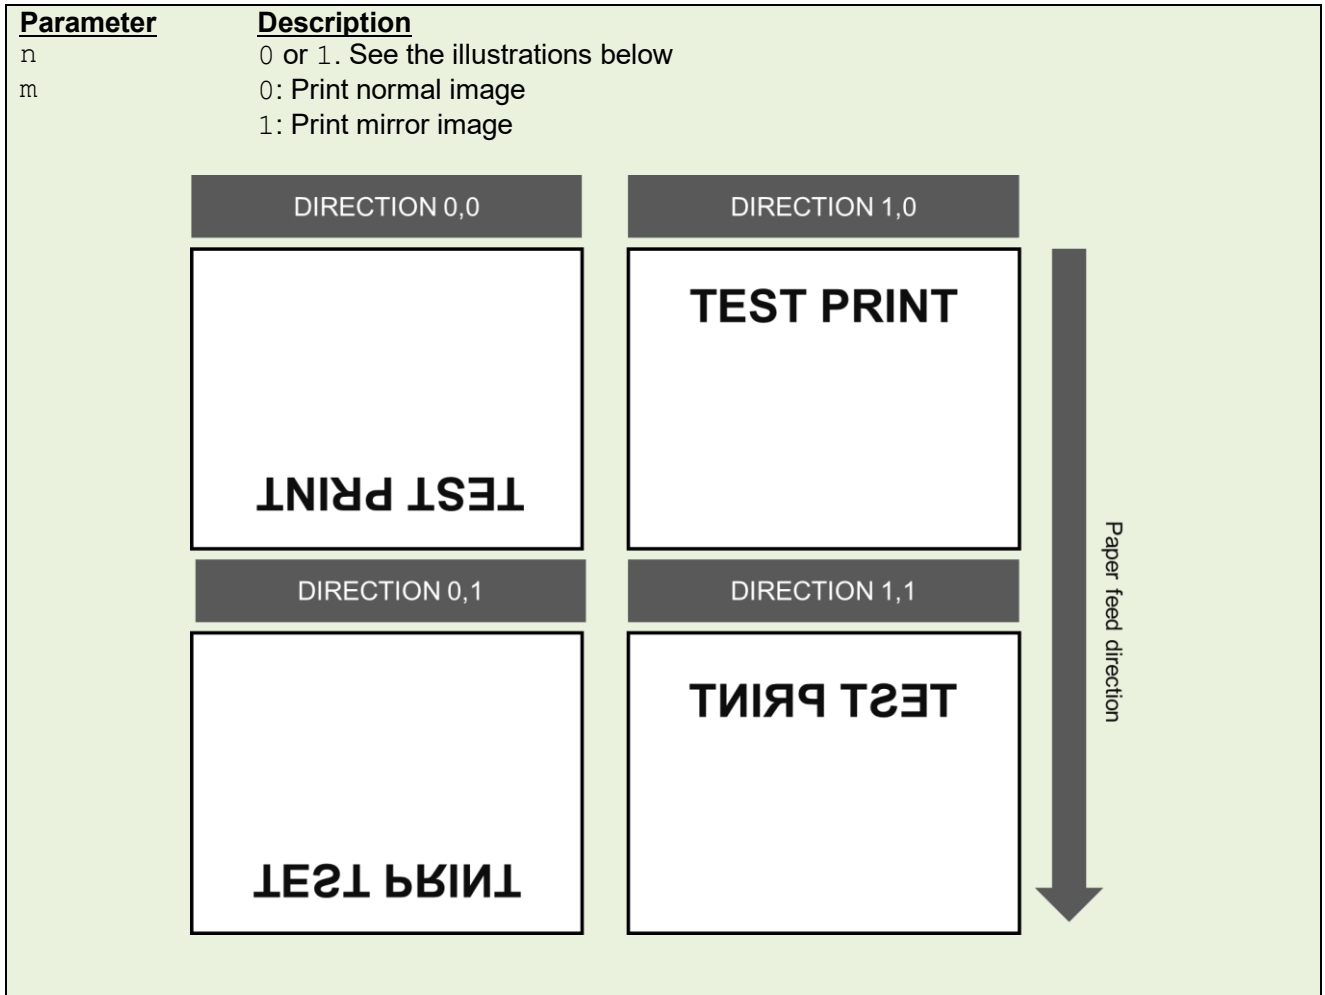 Parameter Description
n 0 or 1. See the illustrations below
m 0: Print normal image
1: Print mirror image
DIRECTION 0,0 DIRECTION 1,0
TEST PRINT
TEST PRINT
DIRECTION 0,1 DIRECTION 1,1
TEST PRINT
TEST PRINT
Paper feed direction